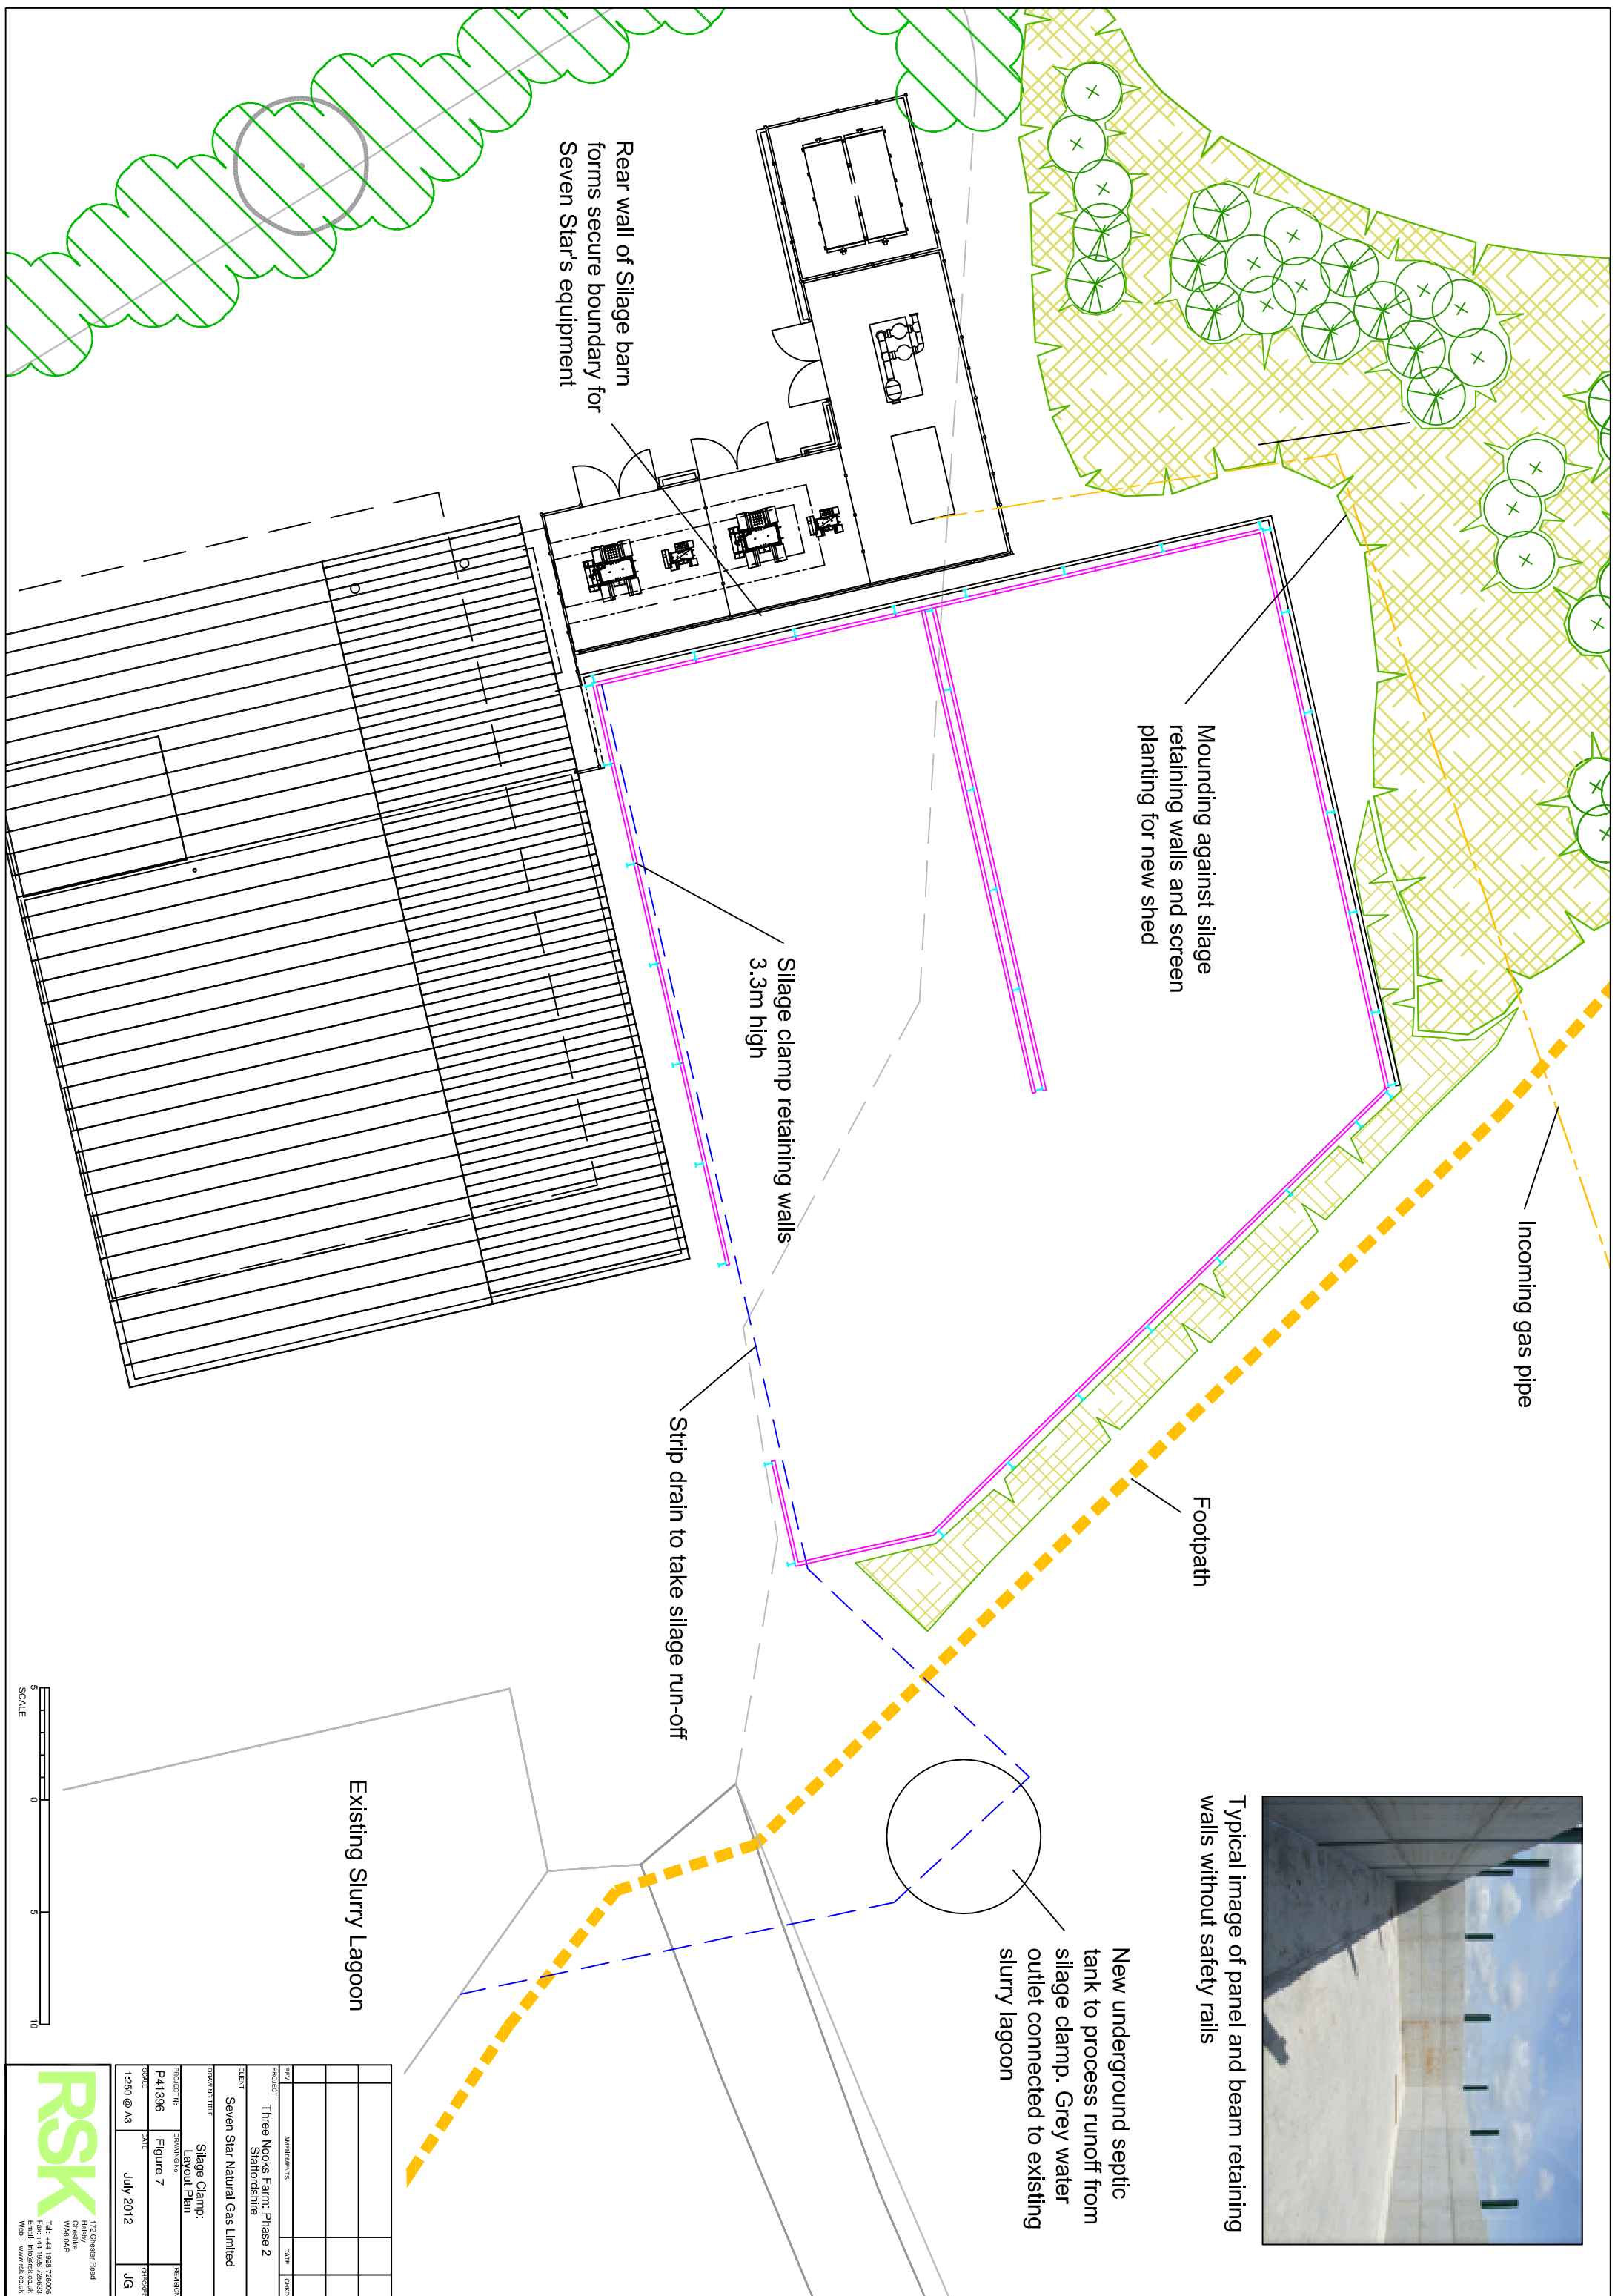 Rear wall of Silage barn
forms secure boundary for
Seven Star's equipment
Mounding against silage
retaining walls and screen
planting for new shed
Silage clamp retaining walls
3.3m high
Incoming gas pipe
Footpath
Strip drain to take silage run-off
Typical image of panel and beam retaining
walls without safety rails
New underground septic
tank to process runoff from
silage clamp. Grey water
outlet connected to existing
slurry lagoon
Existing Slurry Lagoon
5 0 5 10
SCALE
REV AMENDMENTS DATE CHKD
PROJECT
Three Nooks Farm: Phase 2
Staffordshire
CLIENT
Seven Star Natural Gas Limited
DRAWING TITLE
Silage Clamp:
Layout Plan
PROJECT No DRAWING No REVISION
P41396 Figure 7
SCALE DATE CHECKED
1:250 @ A3 July 2012 JG
RSK
172 Chester Road
Helsby
Cheshire
WA6 0AR
Tel: +44 1928 726006
Fax: +44 1928 725633
Email: info@rsk.co.uk
Web: www.rsk.co.uk